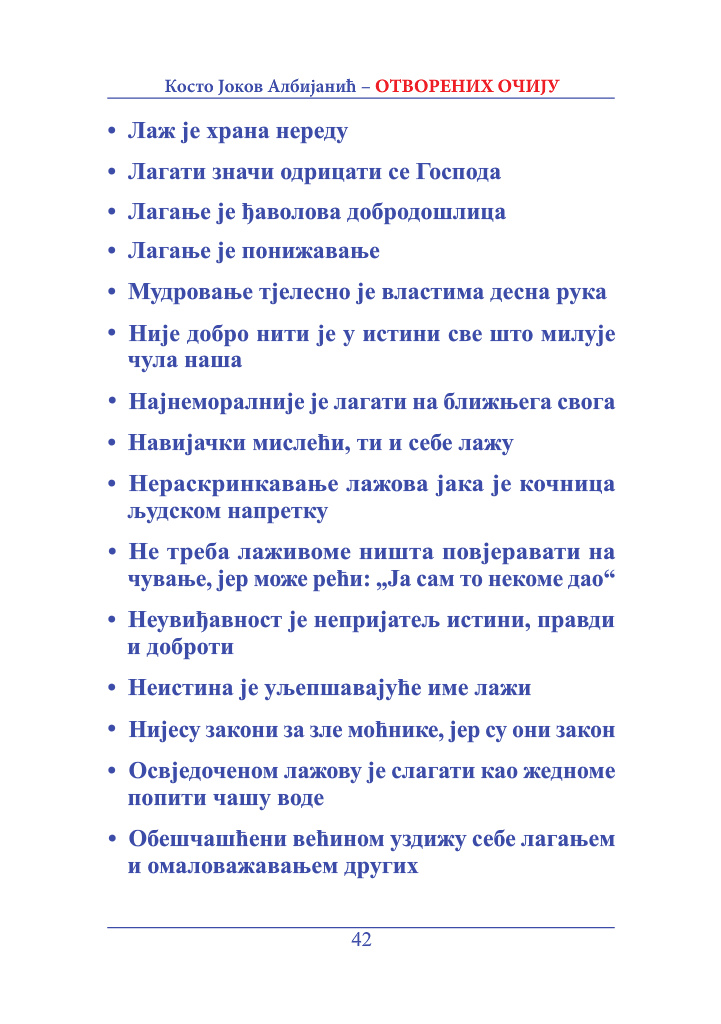 Косто Јоков Албијанић – ОТВОРЕНИХ ОЧИЈУ
• Лаж је храна нереду
• Лагати значи одрицати се Господа
• Лагање је ђаволова добродошлица
• Лагање је понижавање
• Мудровање тјелесно је властима десна рука
• Није добро нити је у истини све што милује
чула наша
• Најнеморалније је лагати на ближњега свога
• Навијачки мислећи, ти и себе лажу
• Нераскринкавање лажова јака је кочница
људском напретку
• Не треба лаживоме ништа повјеравати на
чување, јер може рећи: „Ја сам то некоме дао“
• Неувиђавност је непријатељ истини, правди
и доброти
• Неистина је уљепшавајуће име лажи
• Нијесу закони за зле моћнике, јер су они закон
• Освједоченом лажову је слагати као жедноме
попити чашу воде
• Обешчашћени већином уздижу себе лагањем
и омаловажавањем других
42